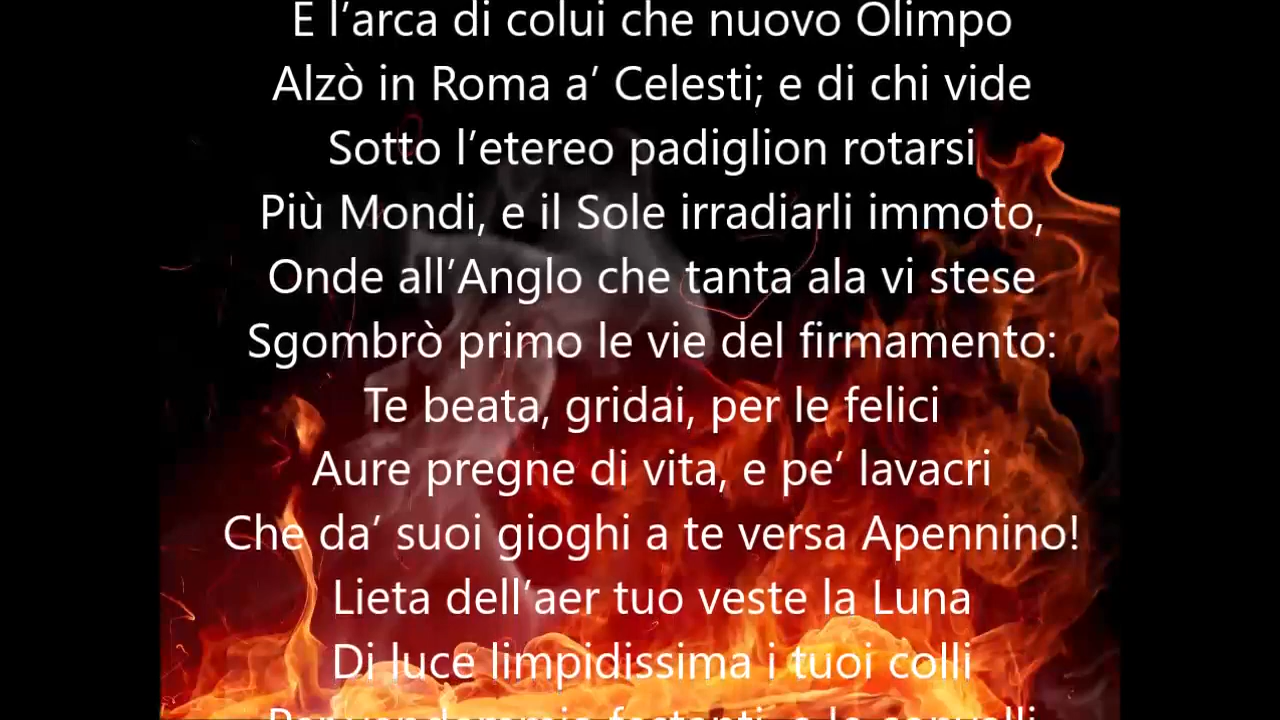 E l’arca di colui che nuovo Olimpo
Alzò in Roma a’ Celesti; e di chi vide
Sotto l’etereo padiglion rotarsi
Più Mondi, e il Sole irradiarli immoto,
Onde all’Anglo che tanta ala vi stese
Sgombrò primo le vie del firmamento:
Te beata, gridai, per le felici
Aure pregne di vita, e pe’ lavacri
Che da’ suoi gioghi a te versa Apennino!
Lieta dell’aer tuo veste la Luna
Di luce limpidissima i tuoi colli